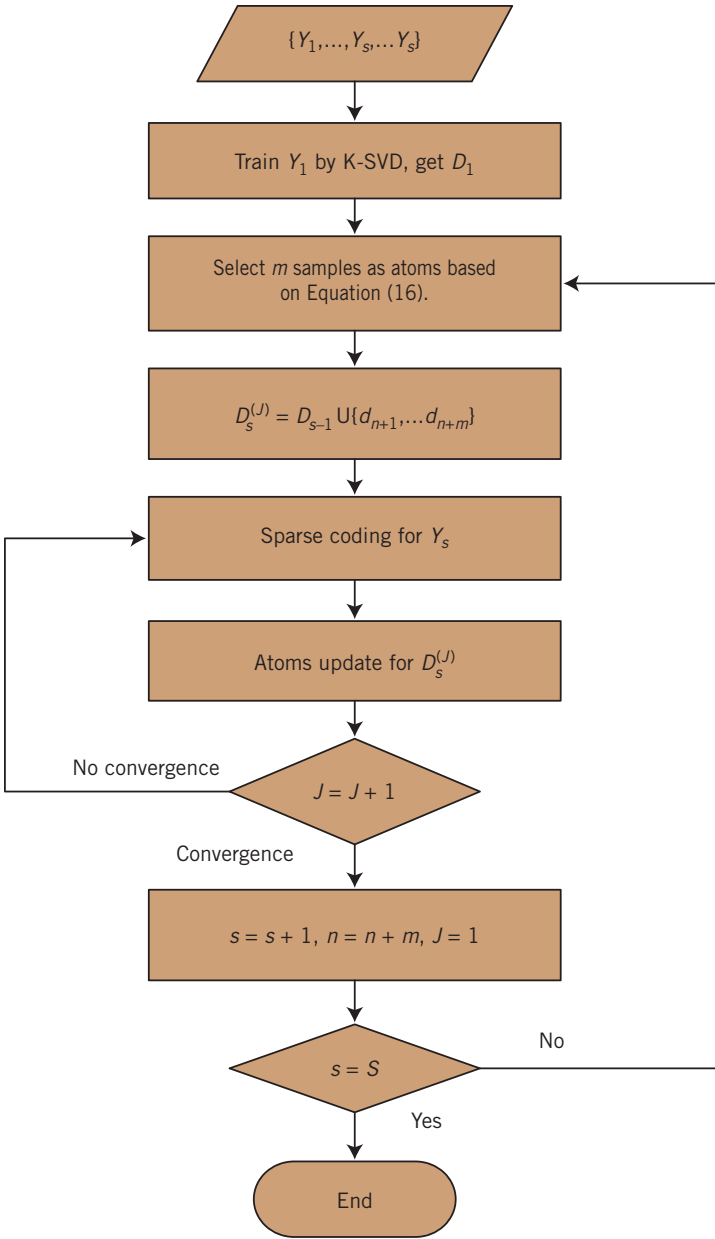 {Y₁,...,Yₛ,...Yₛ}
Train Y₁ by K-SVD, get D₁
Select m samples as atoms based
on Equation (16).
Dₛ⁽ᴶ⁾ = Dₛ₋₁ U{dₙ₊₁,...dₙ₊ₘ}
Sparse coding for Yₛ
Atoms update for Dₛ⁽ᴶ⁾
No convergence
J = J + 1
Convergence
s = s + 1, n = n + m, J = 1
No
s = S
Yes
End